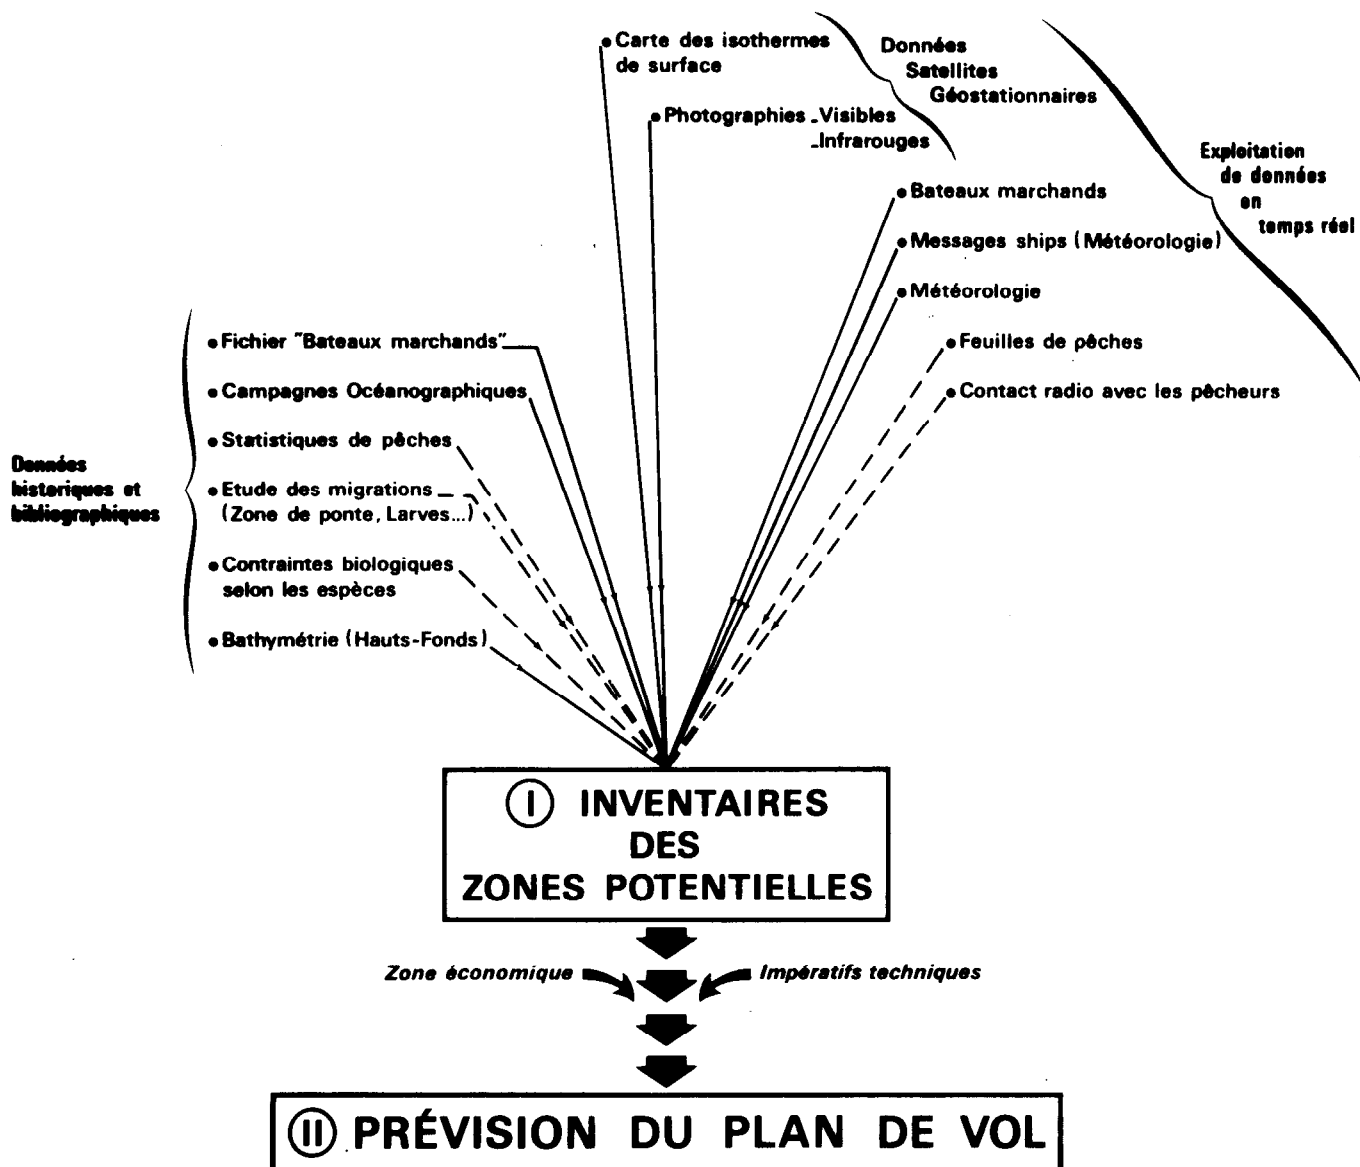 • Carte des isothermes
de surface
Données
Satellites
Géostationnaires
• Photographies - Visibles
- Infrarouges
Exploitation
de données
en
temps réel
• Bateaux marchands
• Messages ships (Météorologie)
• Météorologie
• Feuilles de pêches
• Contact radio avec les pêcheurs
Données
historiques et
bibliographiques
• Fichier "Bateaux marchands"
• Campagnes Océanographiques
• Statistiques de pêches
• Etude des migrations
(Zone de ponte, Larves...)
• Contraintes biologiques
selon les espèces
• Bathymétrie (Hauts-Fonds)
I INVENTAIRES
DES
ZONES POTENTIELLES
Zone économique
Impératifs techniques
II PRÉVISION DU PLAN DE VOL